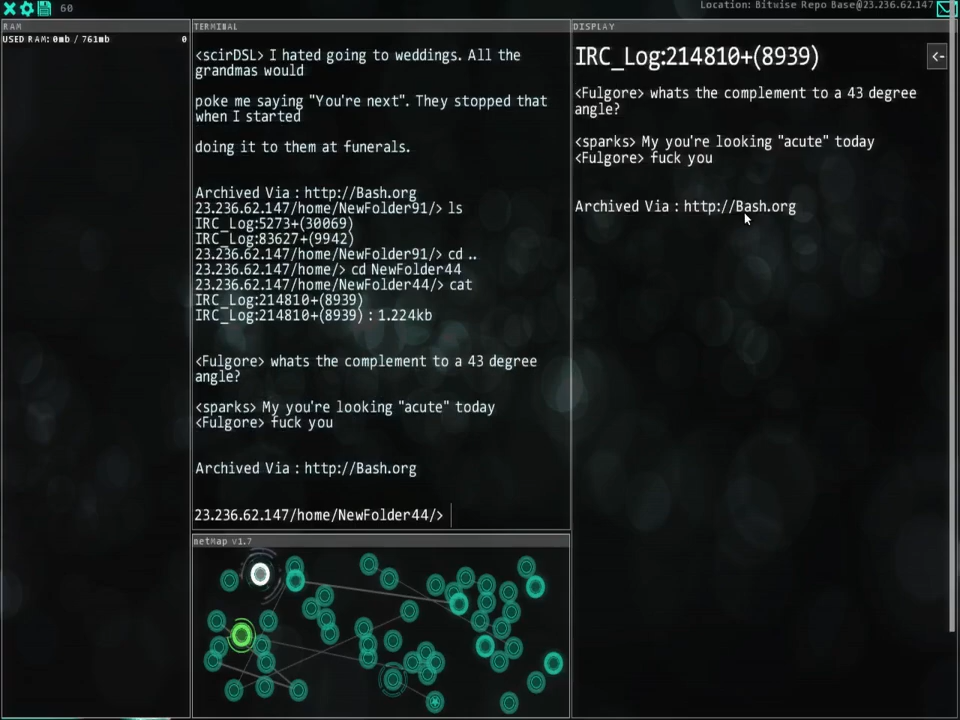 60
Location: Bitwise Repo Base@23.236.62.147
RAM
USED RAM: 0mb / 761mb
0
TERMINAL
<scirDSL> I hated going to weddings. All the
grandmas would
poke me saying "You're next". They stopped that
when I started
doing it to them at funerals.
Archived Via : http://Bash.org
23.236.62.147/home/NewFolder91/> ls
IRC_Log:5273+(30069)
IRC_Log:83627+(9942)
23.236.62.147/home/NewFolder91/> cd ..
23.236.62.147/home/> cd NewFolder44
23.236.62.147/home/NewFolder44/> cat
IRC_Log:214810+(8939)
IRC_Log:214810+(8939) : 1.224kb
<Fulgore> whats the complement to a 43 degree
angle?
<sparks> My you're looking "acute" today
<Fulgore> fuck you
Archived Via : http://Bash.org
23.236.62.147/home/NewFolder44/>
netMap v1.7
DISPLAY
IRC_Log:214810+(8939)
<-
<Fulgore> whats the complement to a 43 degree
angle?
<sparks> My you're looking "acute" today
<Fulgore> fuck you
Archived Via : http://Bash.org